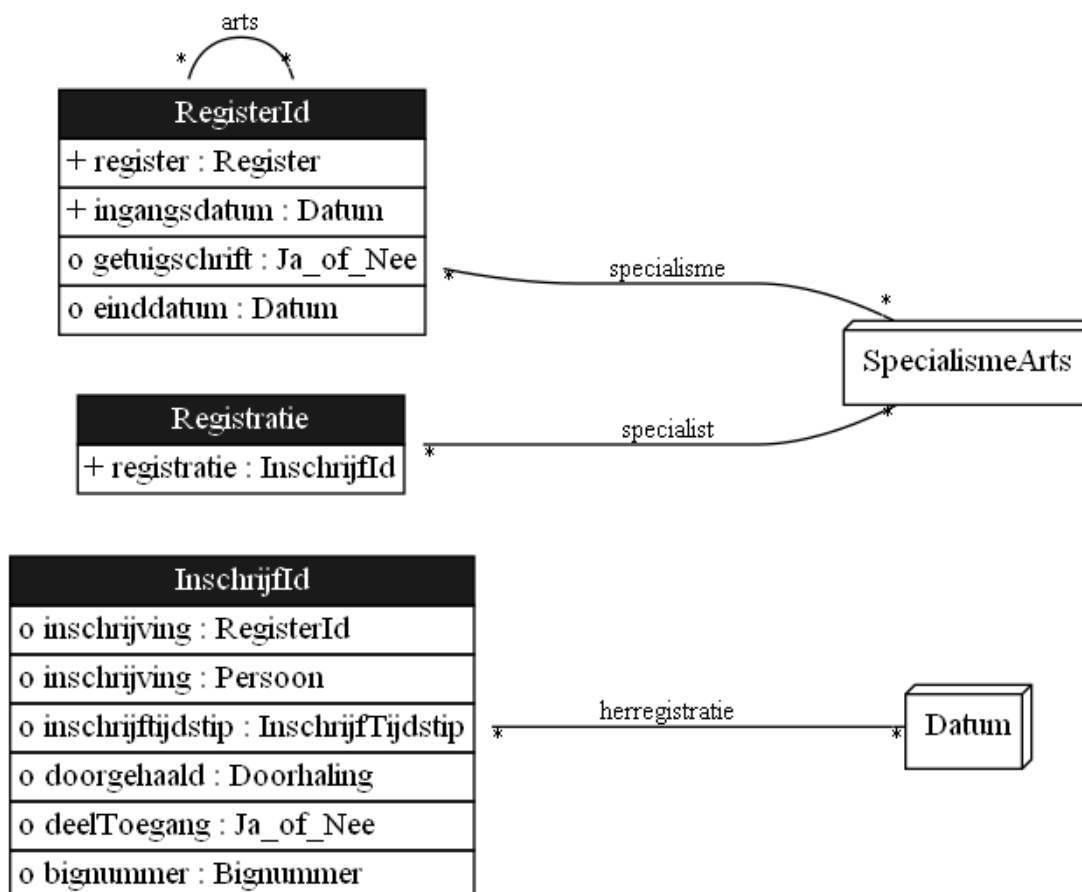 arts
* *
RegisterId
+ register : Register
+ ingangsdatum : Datum
o getuigschrift : Ja_of_Nee
o einddatum : Datum
* specialisme *
SpecialismeArts
Registratie
+ registratie : InschrijfId
* specialist *
InschrijfId
o inschrijving : RegisterId
o inschrijving : Persoon
o inschrijftijdstip : InschrijfTijdstip
o doorgehaald : Doorhaling
o deelToegang : Ja_of_Nee
o bignummer : Bignummer
* herregistratie *
Datum